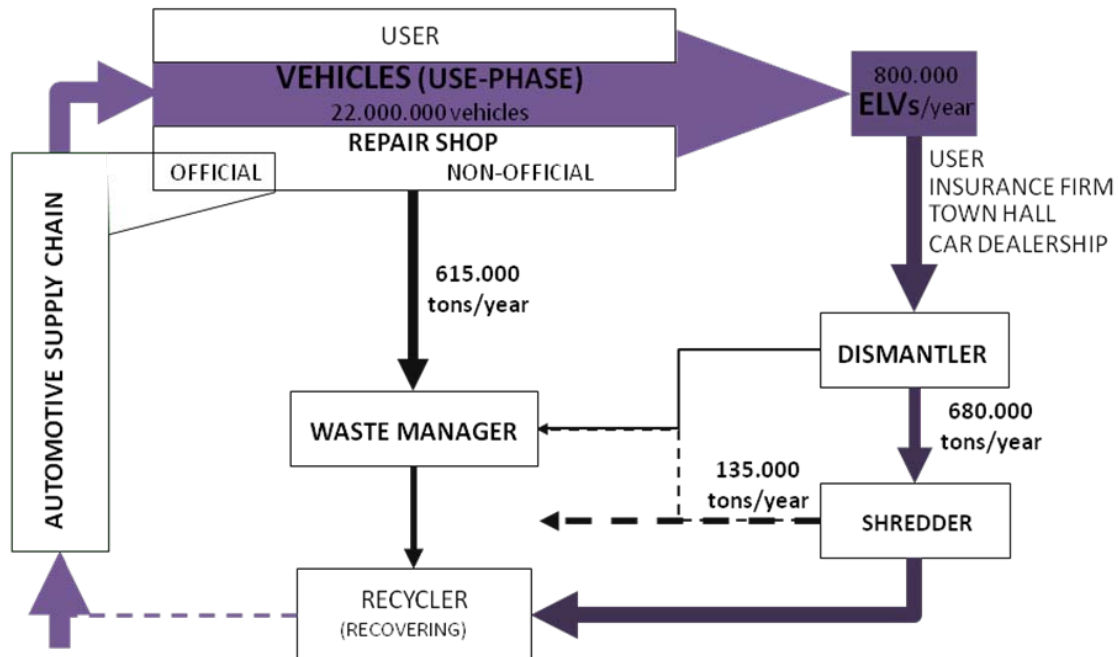 USER
VEHICLES (USE-PHASE)
22.000.000 vehicles
REPAIR SHOP
OFFICIAL
NON-OFFICIAL
800.000
ELVs/year
USER
INSURANCE FIRM
TOWN HALL
CAR DEALERSHIP
AUTOMOTIVE SUPPLY CHAIN
615.000
tons/year
DISMANTLER
WASTE MANAGER
680.000
tons/year
135.000
tons/year
SHREDDER
RECYCLER
(RECOVERING)